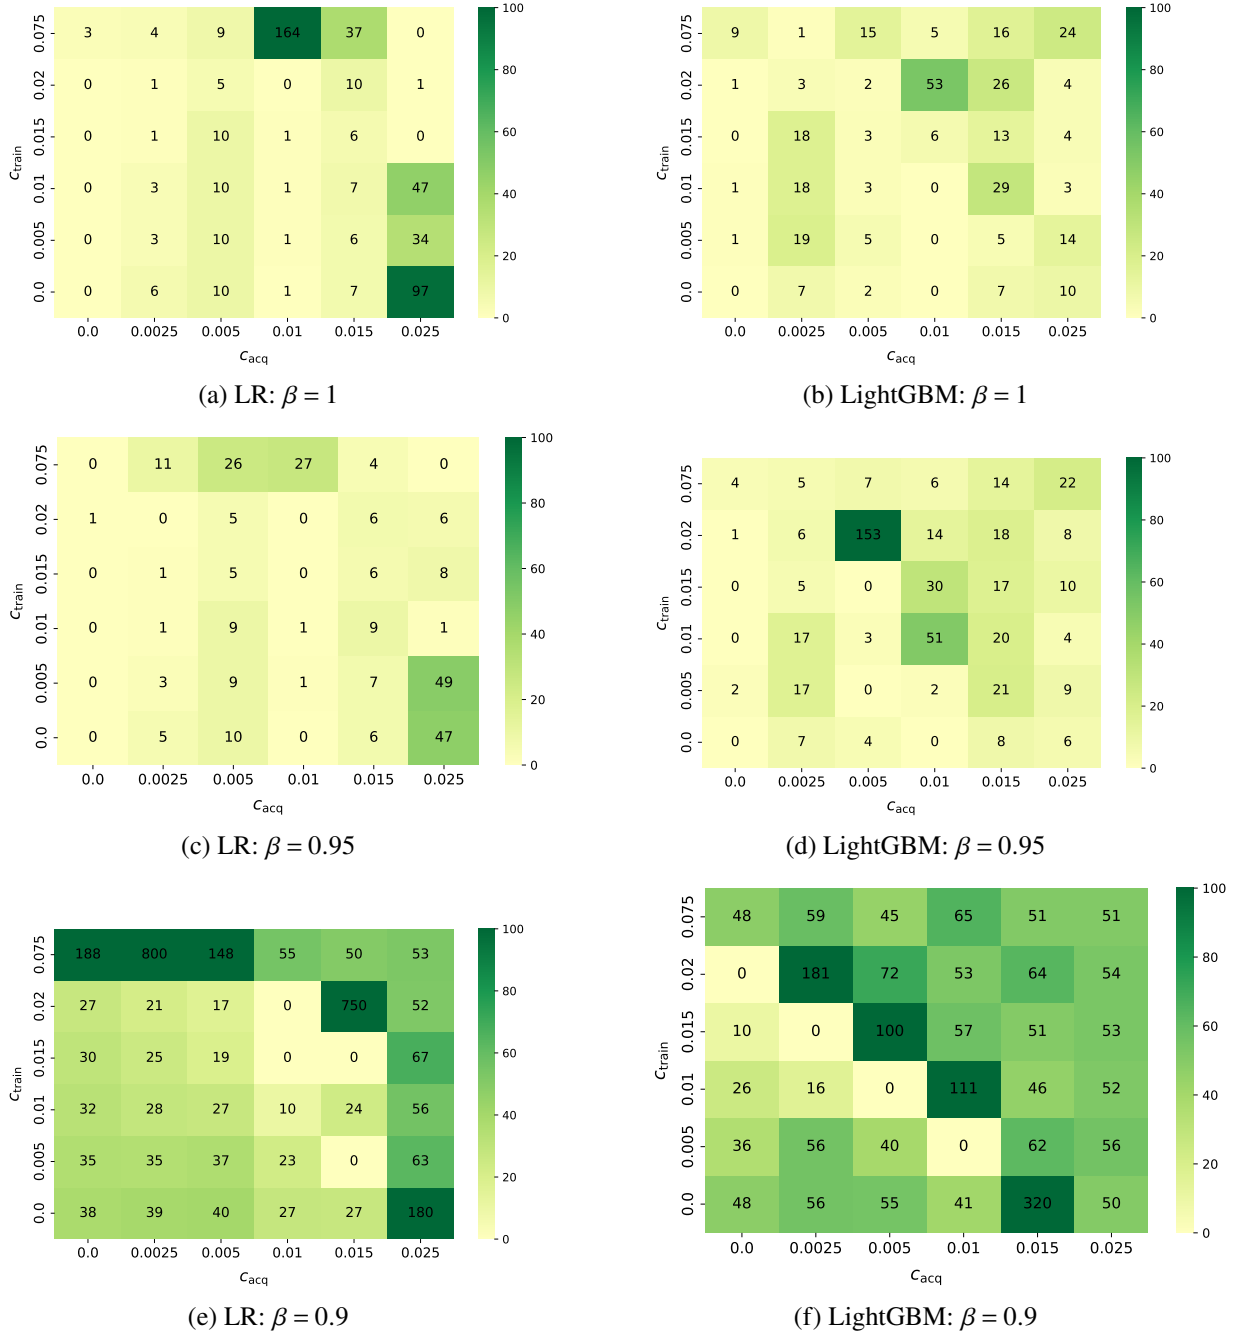 0.075 3 4 9 164 37 0 100
0.02 0 1 5 0 10 1 80
0.015 0 1 10 1 6 0 60
c_train
0.01 0 3 10 1 7 47 40
0.005 0 3 10 1 6 34 20
0.0 0 6 10 1 7 97 0
0.0 0.0025 0.005 0.01 0.015 0.025
c_acq
(a) LR: β = 1
0.075 9 1 15 5 16 24 100
0.02 1 3 2 53 26 4 80
0.015 0 18 3 6 13 4 60
c_train
0.01 1 18 3 0 29 3 40
0.005 1 19 5 0 5 14 20
0.0 0 7 2 0 7 10 0
0.0 0.0025 0.005 0.01 0.015 0.025
c_acq
(b) LightGBM: β = 1
0.075 0 11 26 27 4 0 100
0.02 1 0 5 0 6 6 80
0.015 0 1 5 0 6 8 60
c_train
0.01 0 1 9 1 9 1 40
0.005 0 3 9 1 7 49 20
0.0 0 5 10 0 6 47 0
0.0 0.0025 0.005 0.01 0.015 0.025
c_acq
(c) LR: β = 0.95
0.075 4 5 7 6 14 22 100
0.02 1 6 153 14 18 8 80
0.015 0 5 0 30 17 10 60
c_train
0.01 0 17 3 51 20 4 40
0.005 2 17 0 2 21 9 20
0.0 0 7 4 0 8 6 0
0.0 0.0025 0.005 0.01 0.015 0.025
c_acq
(d) LightGBM: β = 0.95
0.075 188 800 148 55 50 53 100
0.02 27 21 17 0 750 52 80
0.015 30 25 19 0 0 67 60
c_train
0.01 32 28 27 10 24 56 40
0.005 35 35 37 23 0 63 20
0.0 38 39 40 27 27 180 0
0.0 0.0025 0.005 0.01 0.015 0.025
c_acq
(e) LR: β = 0.9
0.075 48 59 45 65 51 51 100
0.02 0 181 72 53 64 54 80
0.015 10 0 100 57 51 53 60
c_train
0.01 26 16 0 111 46 52 40
0.005 36 56 40 0 62 56 20
0.0 48 56 55 41 320 50 0
0.0 0.0025 0.005 0.01 0.015 0.025
c_acq
(f) LightGBM: β = 0.9